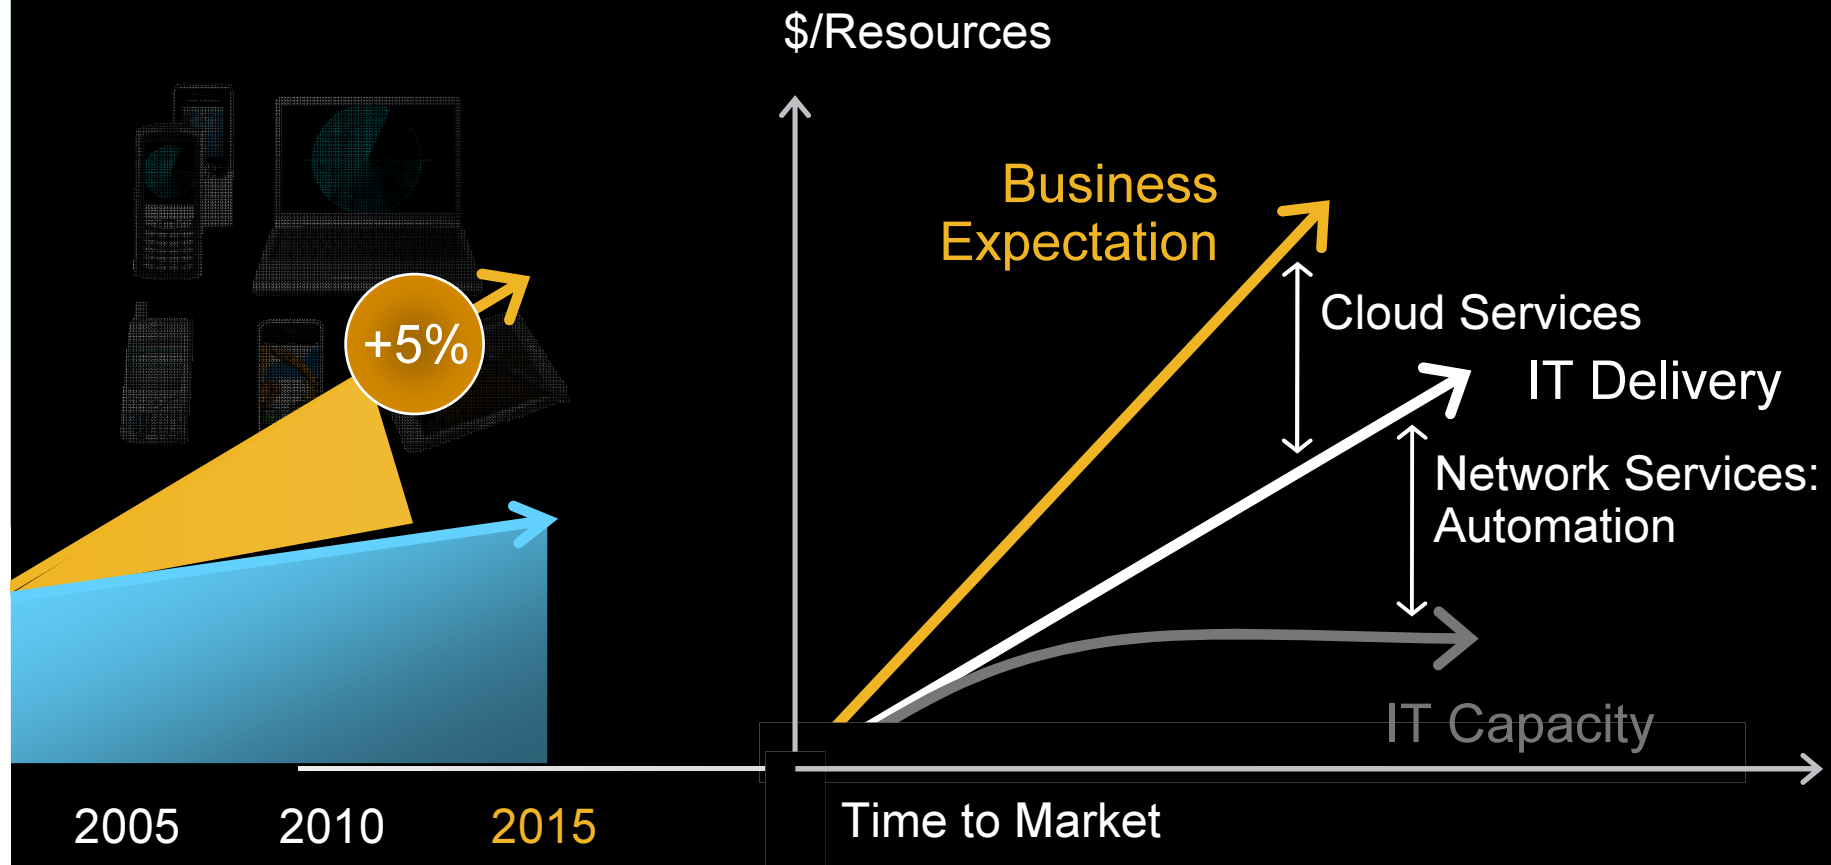 $/Resources
Business
Expectation
Cloud Services
+5%
IT Delivery
Network Services:
Automation
IT Capacity
2005
2010
2015
Time to Market